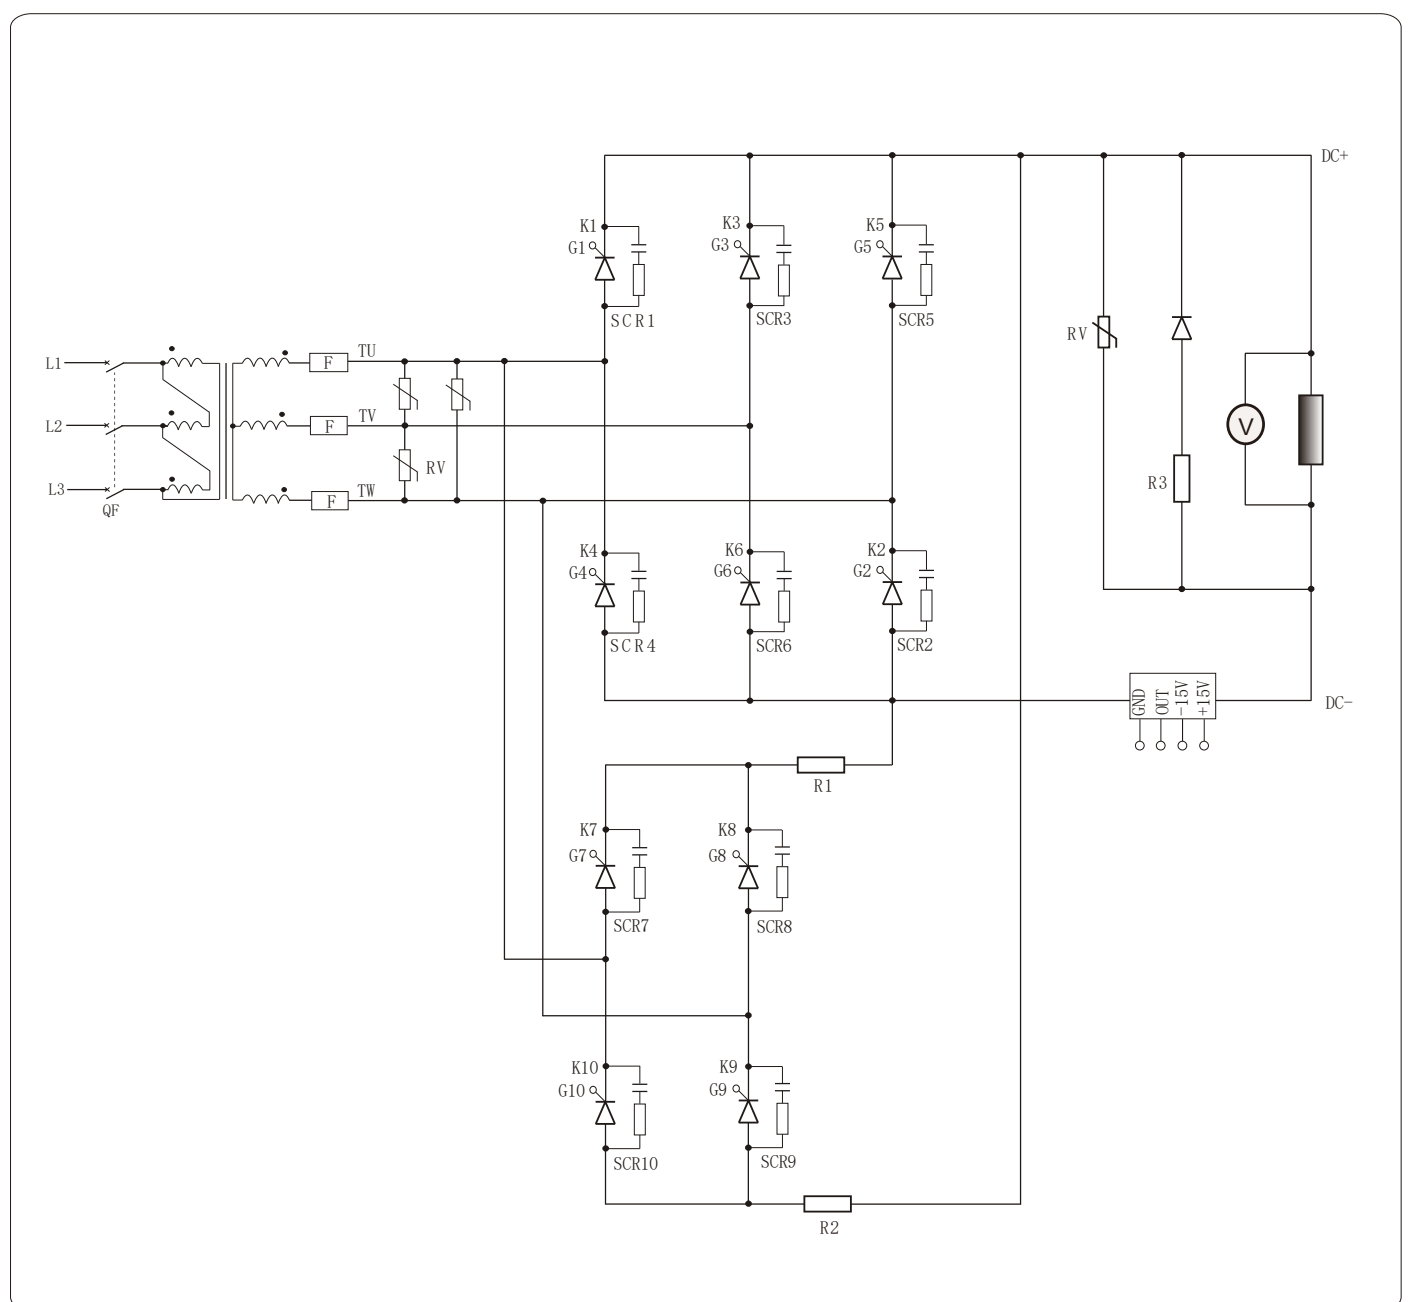 DC+
K1
K3
K5
G1
G3
G5
SCR1
SCR3
SCR5
RV
L1
F
TU
L2
F
TV
V
RV
R3
L3
F
TW
QF
K4
K6
K2
G4
G6
G2
SCR4
SCR6
SCR2
GND
OUT
-15V
+15V
DC-
R1
K7
K8
G7
G8
SCR7
SCR8
K10
K9
G10
G9
SCR10
SCR9
R2